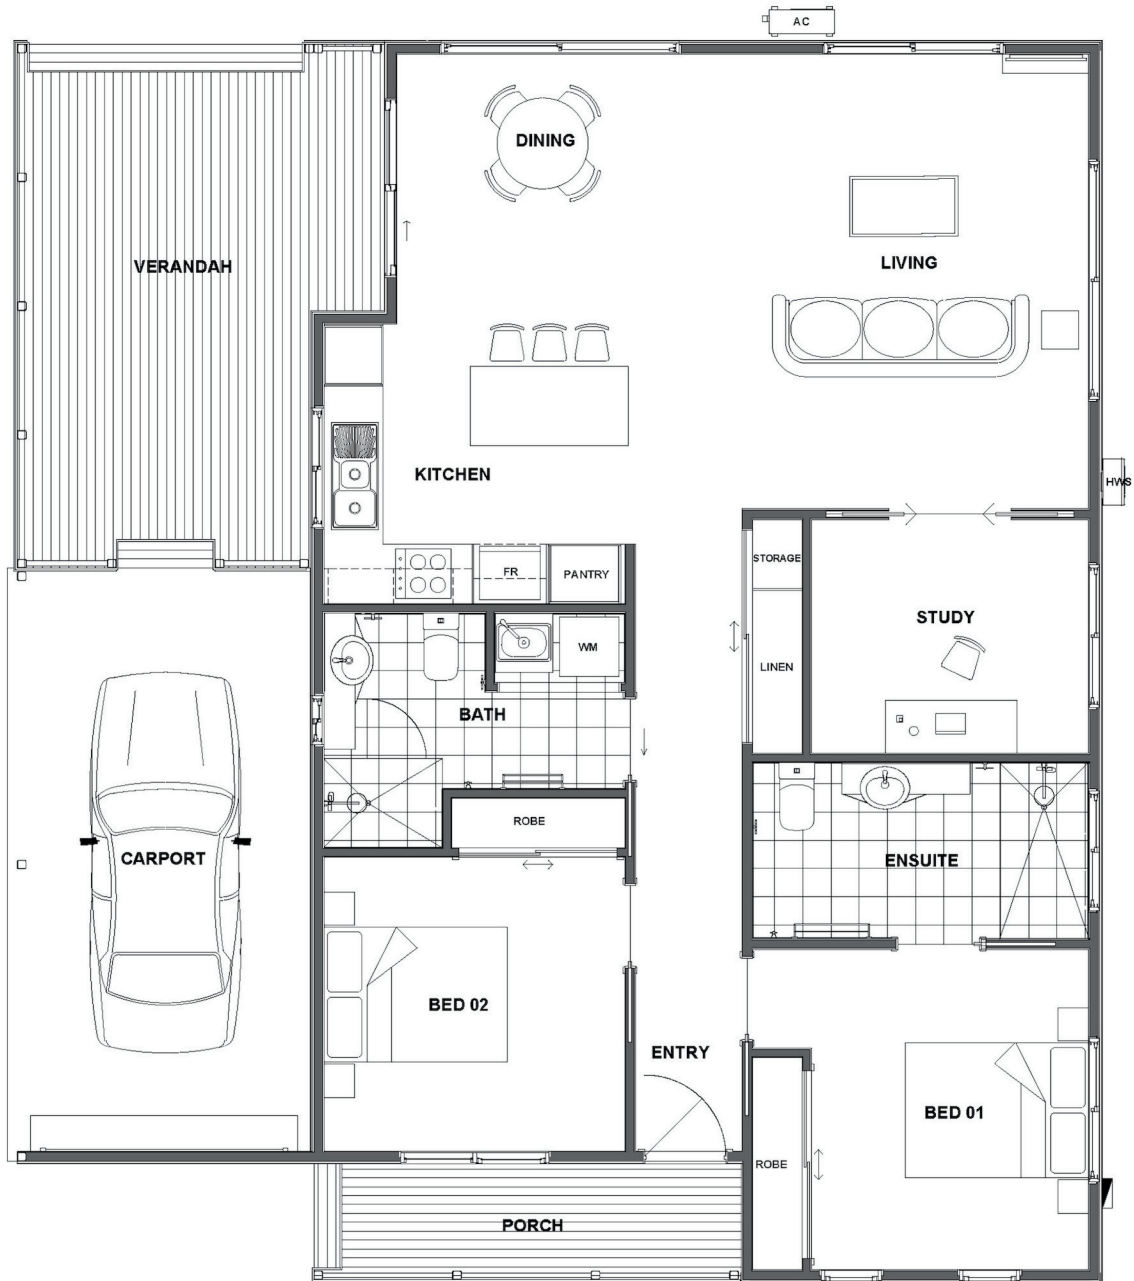 AC
DINING
VERANDAH
LIVING
KITCHEN
HWS
STORAGE
FR
PANTRY
STUDY
WM
LINEN
BATH
ROBE
CARPORT
ENSUITE
BED 02
ENTRY
BED 01
ROBE
PORCH